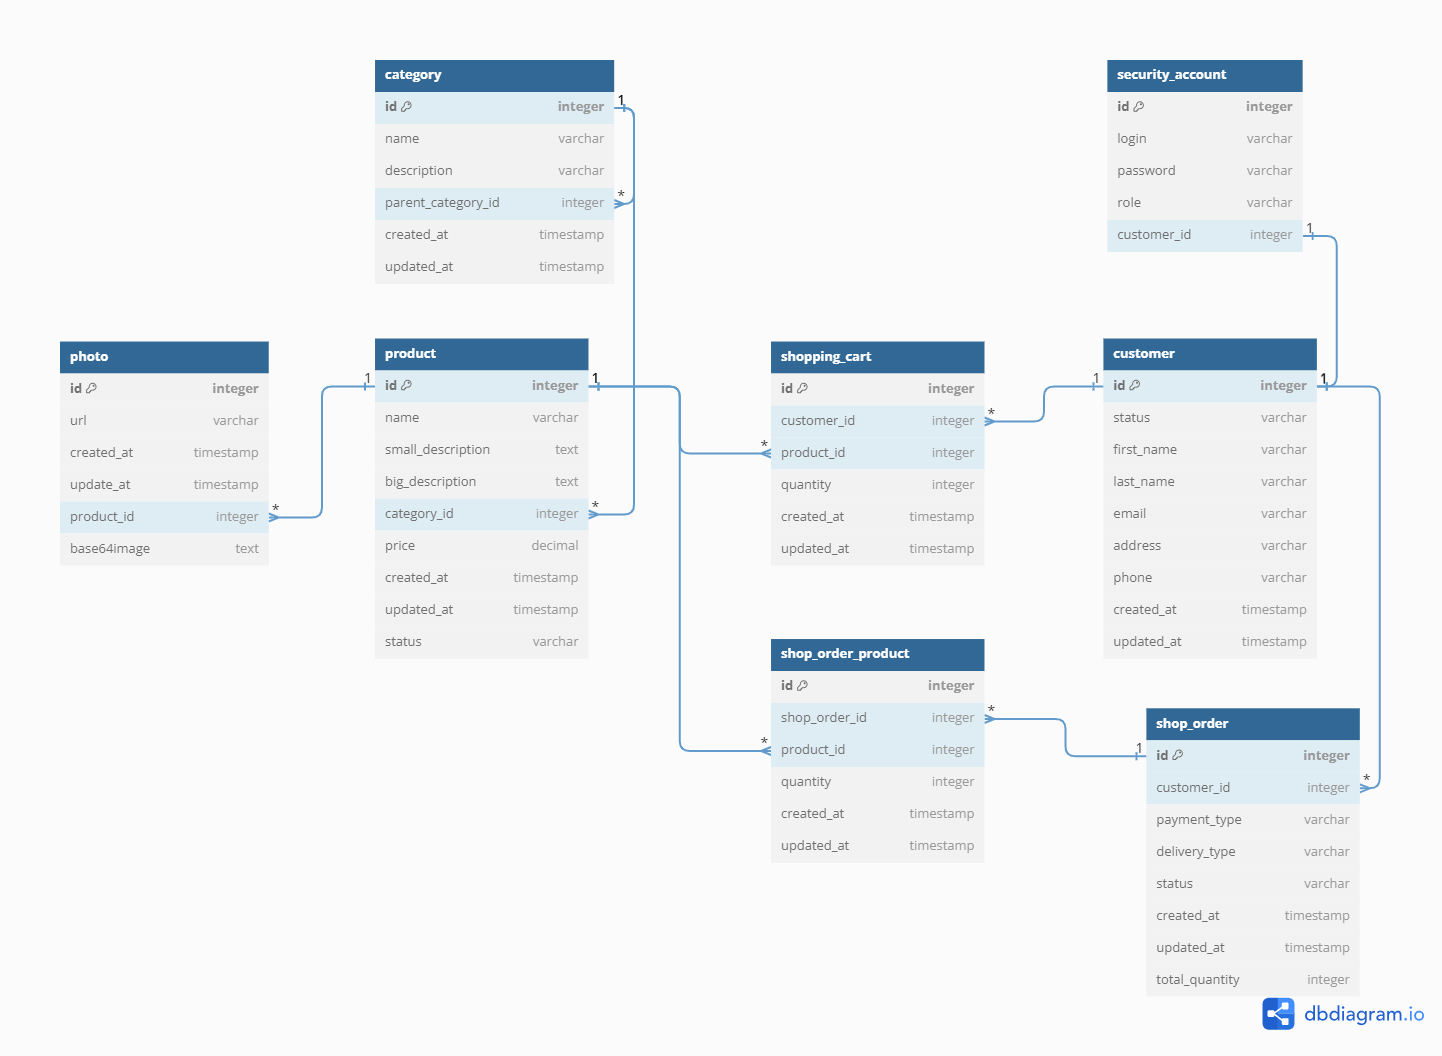 category
id integer
name varchar
description varchar
parent_category_id integer
created_at timestamp
updated_at timestamp
1
*
security_account
id integer
login varchar
password varchar
role varchar
customer_id integer
1
photo
id integer
url varchar
created_at timestamp
update_at timestamp
product_id integer
base64image text
*
1
product
id integer
name varchar
small_description text
big_description text
category_id integer
price decimal
created_at timestamp
updated_at timestamp
status varchar
1
*
shopping_cart
id integer
customer_id integer
product_id integer
quantity integer
created_at timestamp
updated_at timestamp
*
*
1
customer
id integer
status varchar
first_name varchar
last_name varchar
email varchar
address varchar
phone varchar
created_at timestamp
updated_at timestamp
1
shop_order_product
id integer
shop_order_id integer
product_id integer
quantity integer
created_at timestamp
updated_at timestamp
*
*
1
shop_order
id integer
customer_id integer
payment_type varchar
delivery_type varchar
status varchar
created_at timestamp
updated_at timestamp
total_quantity integer
*
dbdiagram.io